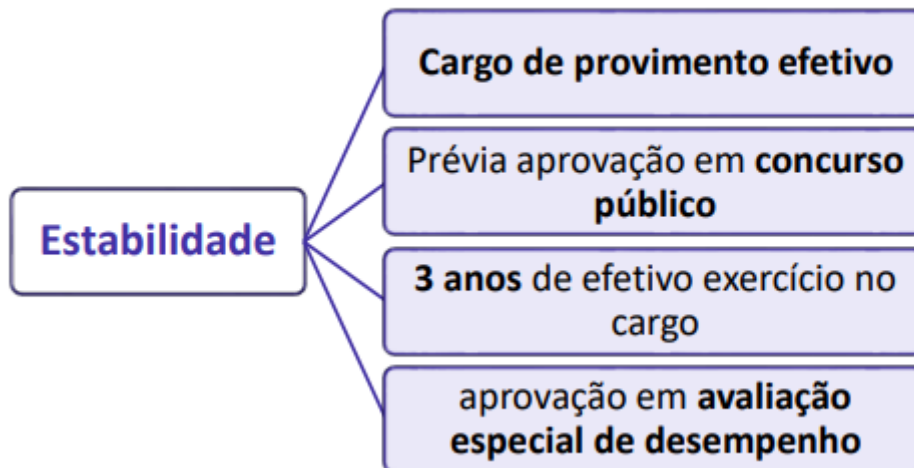 Estabilidade
Cargo de provimento efetivo
Prévia aprovação em concurso
público
3 anos de efetivo exercício no
cargo
aprovação em avaliação
especial de desempenho